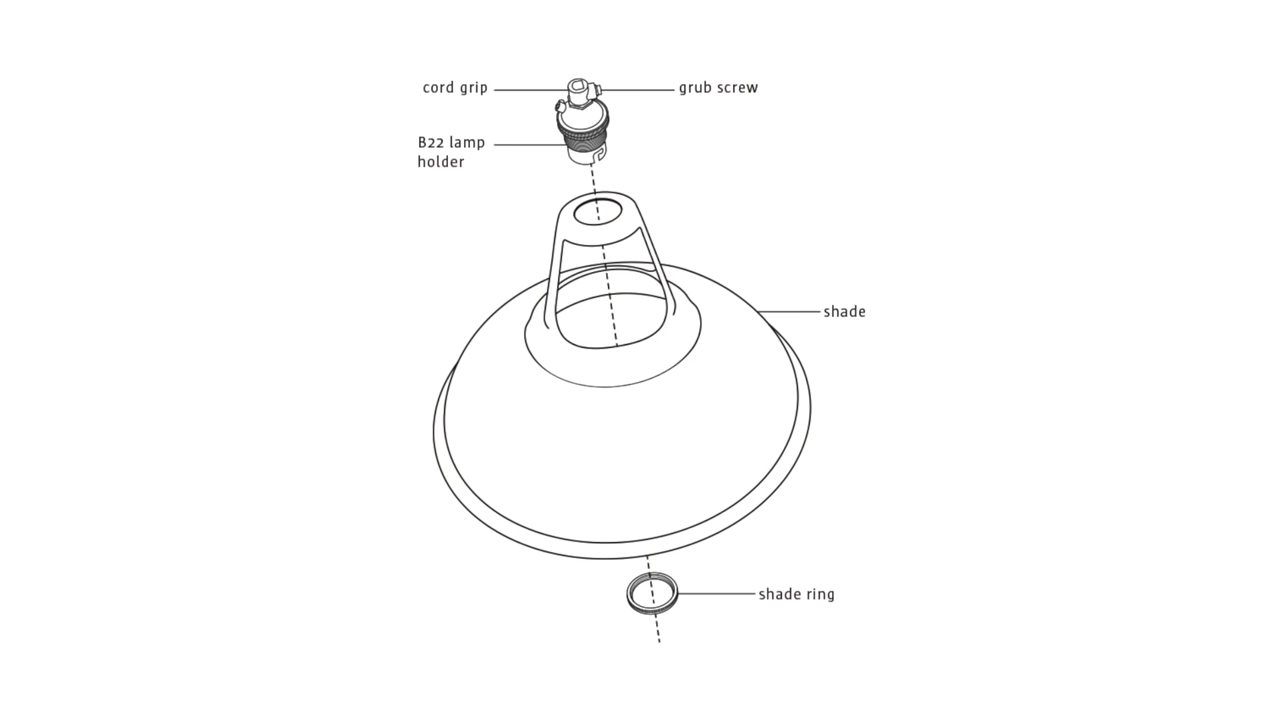 cord grip
grub screw
B22 lamp
holder
shade
shade ring